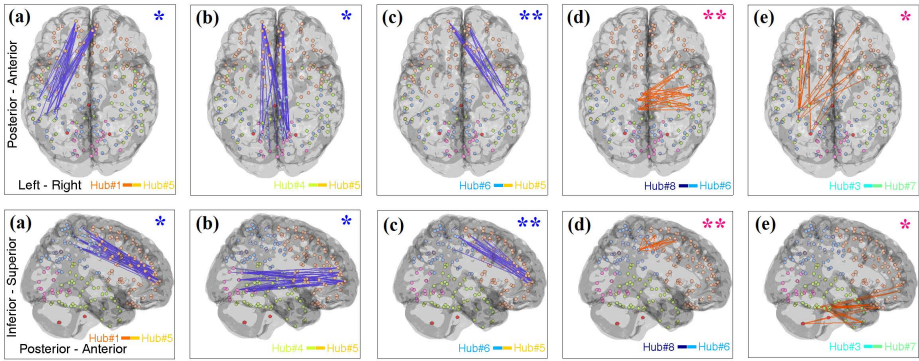 (a) * (b) * (c) ** (d) ** (e) *
Posterior - Anterior
Left - Right Hub#1 Hub#5 Hub#4 Hub#5 Hub#6 Hub#5 Hub#8 Hub#6 Hub#3 Hub#7
(a) * (b) * (c) ** (d) ** (e) *
Inferior - Superior
Hub#1 Hub#5 Hub#4 Hub#5 Hub#6 Hub#5 Hub#8 Hub#6 Hub#3 Hub#7
Posterior - Anterior